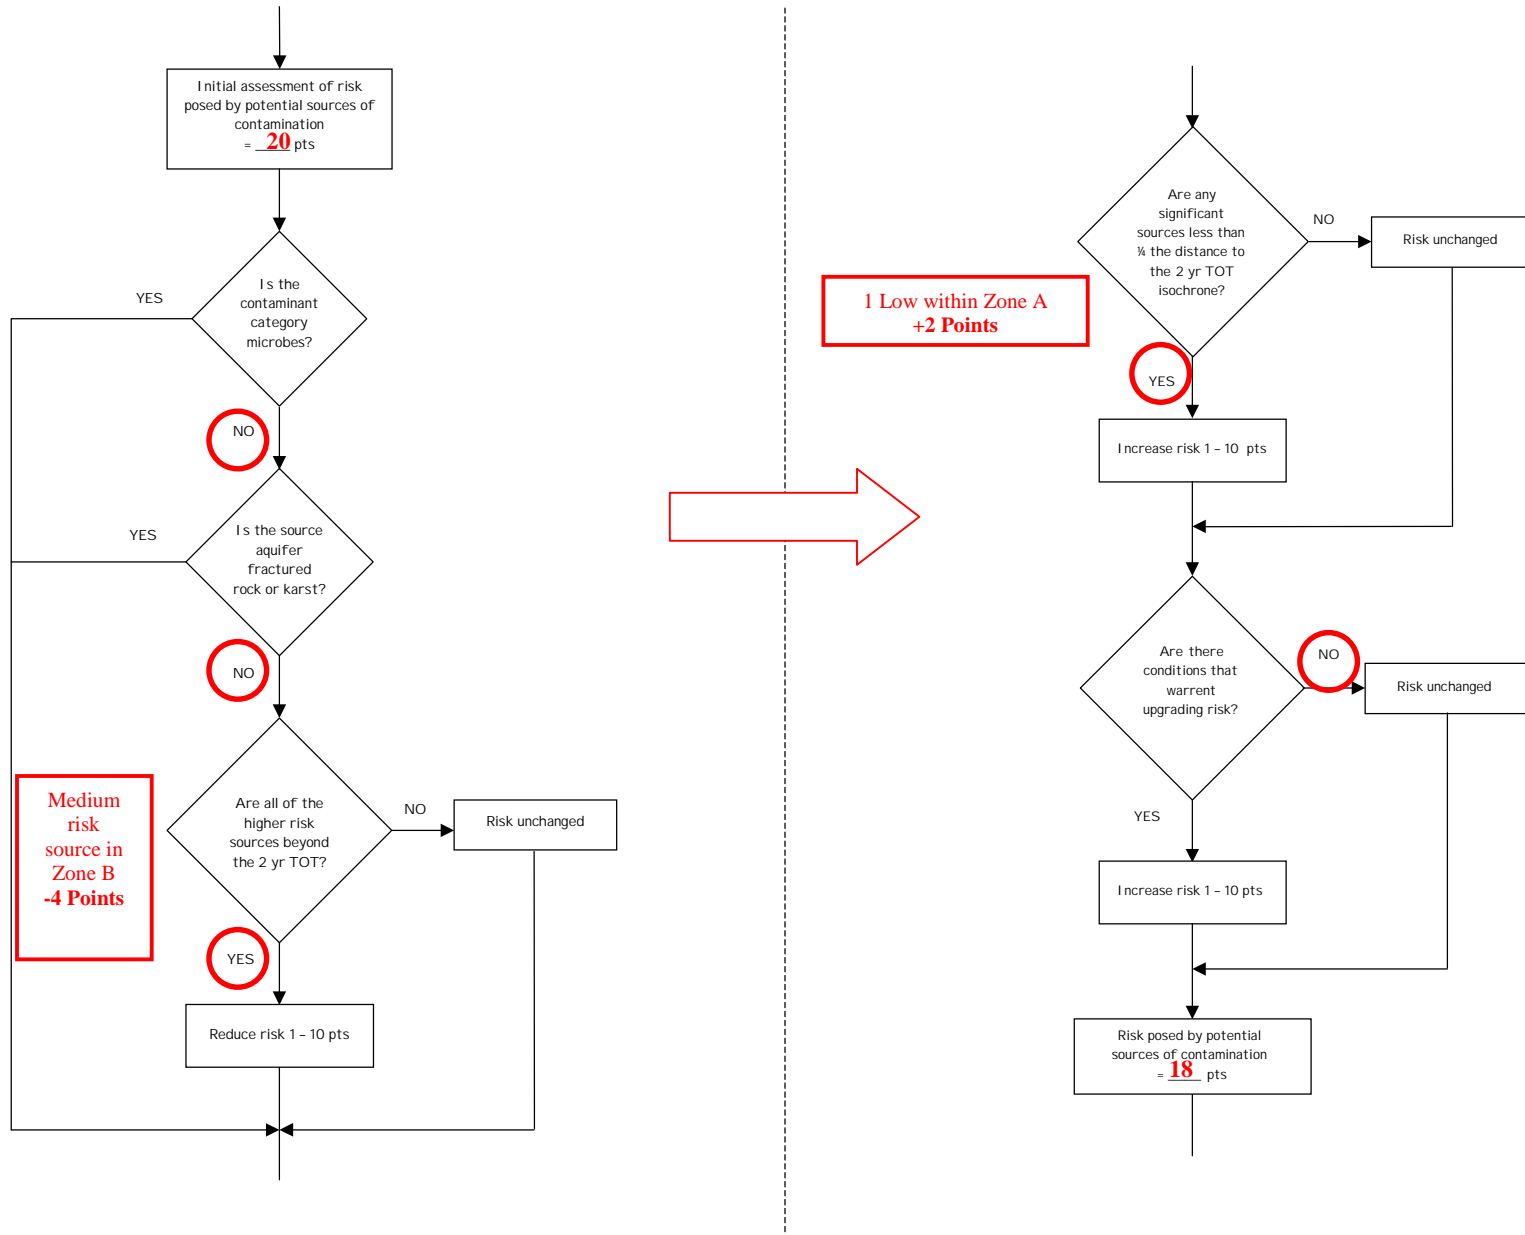 Initial assessment of risk
posed by potential sources of
contamination
= 20 pts
Is the
contaminant
category
microbes?
YES
NO
Is the source
aquifer
fractured
rock or karst?
YES
NO
Are all of the
higher risk
sources beyond
the 2 yr TOT?
NO
Risk unchanged
Medium
risk
source in
Zone B
-4 Points
YES
Reduce risk 1 – 10 pts
Are any
significant
sources less than
¼ the distance to
the 2 yr TOT
isochrone?
NO
Risk unchanged
1 Low within Zone A
+2 Points
YES
Increase risk 1 – 10 pts
Are there
conditions that
warrent
upgrading risk?
NO
Risk unchanged
YES
Increase risk 1 – 10 pts
Risk posed by potential
sources of contamination
= 18 pts